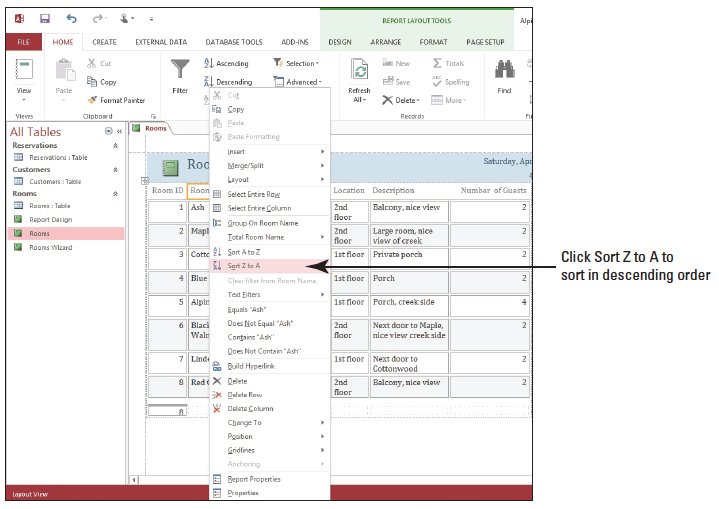 REPORT LAYOUT TOOLS
Alpi
FILE HOME CREATE EXTERNAL DATA DATABASE TOOLS ADD-INS DESIGN ARRANGE FORMAT PAGE SETUP
View
Views
Paste
Cut
Copy
Format Painter
Clipboard
Filter
Ascending
Descending
Selection
Advanced
Refresh
All
New
Save
Delete
Totals
Spelling
More
Records
Find
All Tables
Reservations
Reservations : Table
Customers
Customers : Table
Rooms
Rooms : Table
Report Design
Rooms
Rooms Wizard
Rooms
Roo
Saturday, Apr
Room ID Room Location Description Number of Guests
1 Ash 2nd floor Balcony, nice view 2
2 Mapl 2nd floor Large room, nice view of creek 2
3 Cotto 1st floor Private porch 2
4 Blue 1st floor Porch 2
5 Alpin 1st floor Porch, creek side 4
6 Black Waln 2nd floor Next door to Maple, nice view creek side 2
7 Linde 1st floor Next door to Cottonwood 2
8 Red O 2nd floor Balcony, nice view 2
8
Cut
Copy
Paste
Paste Formatting
Insert
Merge/Split
Layout
Select Entire Row
Select Entire Column
Group On Room Name
Total Room Name
Sort A to Z
Sort Z to A
Clear filter from Room Name
Text Filters
Equals "Ash"
Does Not Equal "Ash"
Contains "Ash"
Does Not Contain "Ash"
Build Hyperlink
Delete
Delete Row
Delete Column
Change To
Position
Gridlines
Anchoring
Report Properties
Properties
Layout View
Click Sort Z to A to
sort in descending order